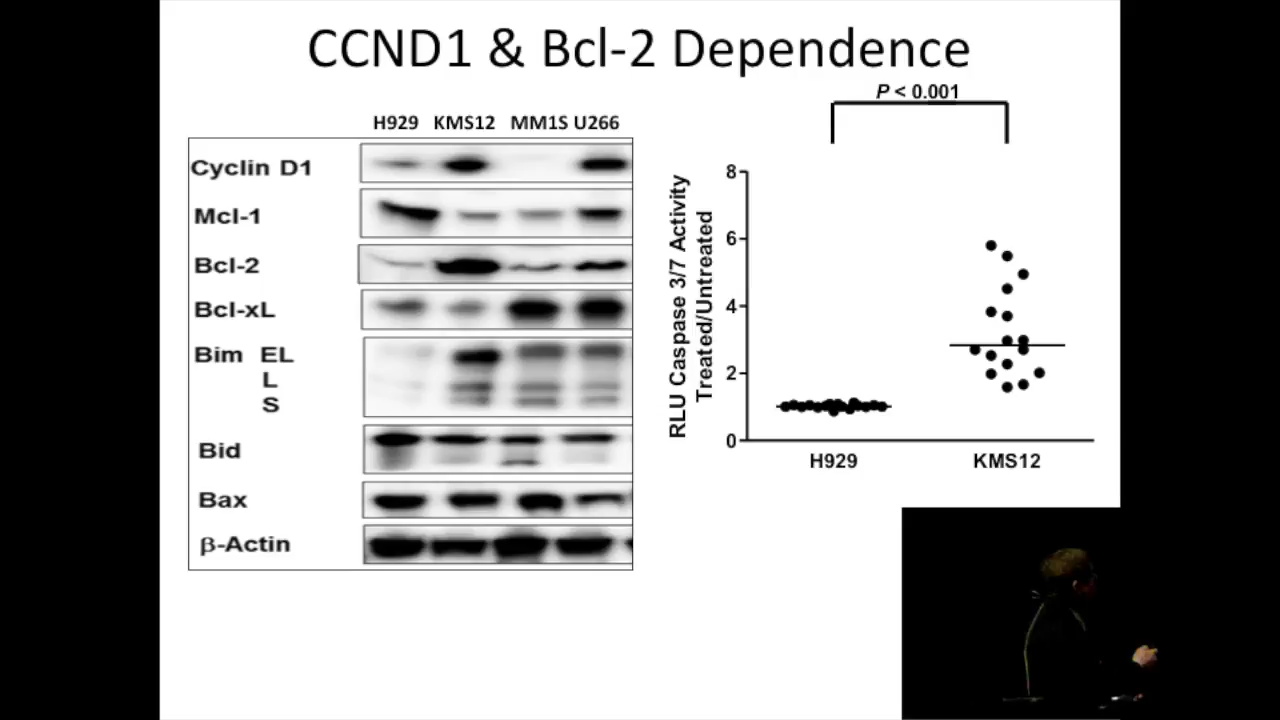 CCND1 & Bcl-2 Dependence
H929 KMS12 MM1S U266
Cyclin D1
Mcl-1
Bcl-2
Bcl-xL
Bim EL
L
S
Bid
Bax
β-Actin
P < 0.001
RLU Caspase 3/7 Activity
Treated/Untreated
8
6
4
2
0
H929 KMS12